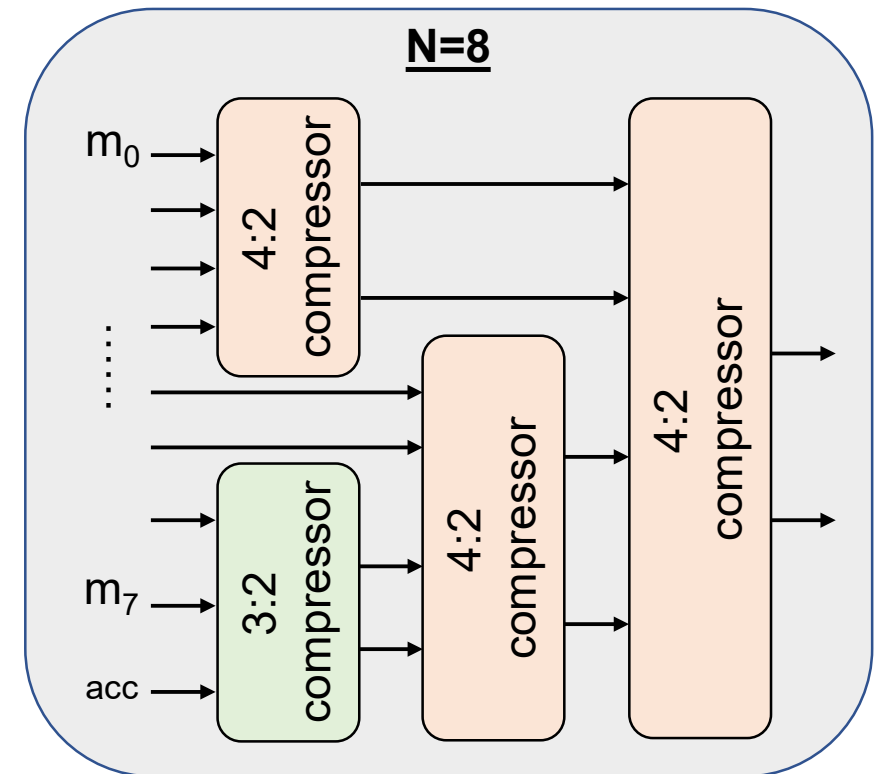 N=8
m₀
4:2
compressor
......
4:2
compressor
4:2
compressor
3:2
compressor
m₇
acc